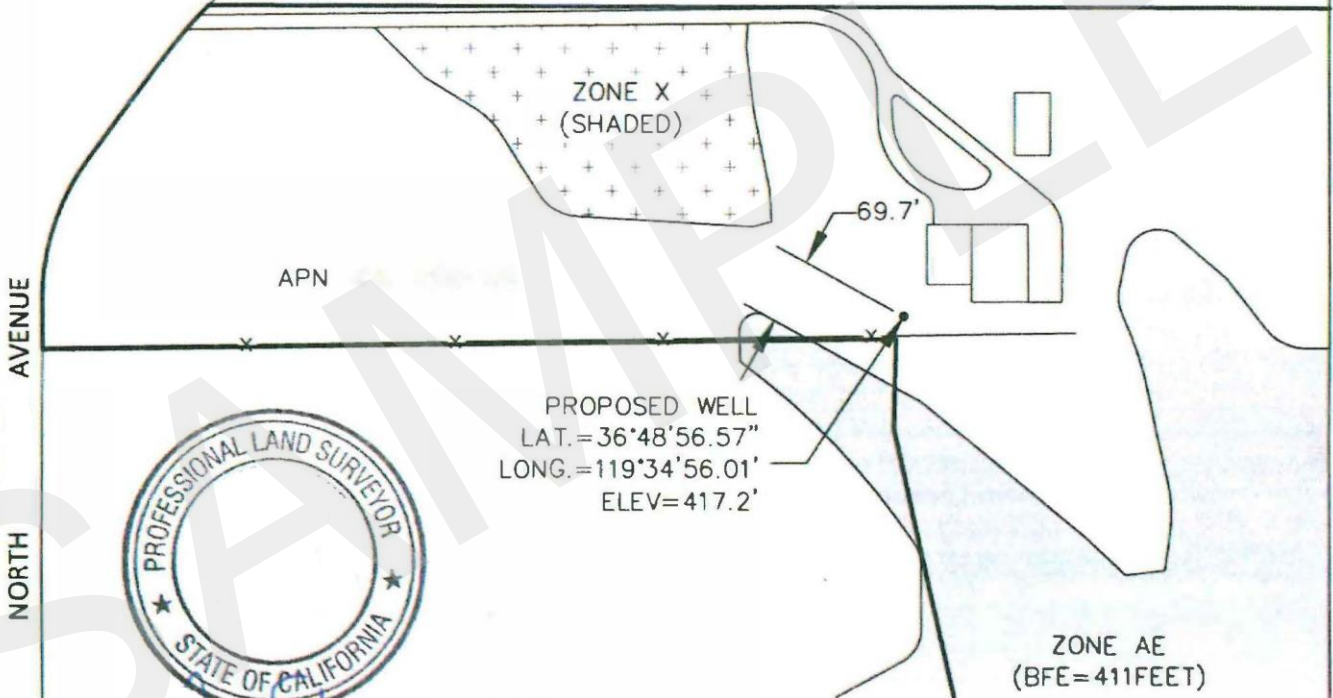 ZONE X
(SHADED)
69.7'
APN
AVENUE
PROPOSED WELL
LAT.=36°48'56.57"
LONG.=119°34'56.01'
ELEV=417.2'
NORTH
PROFESSIONAL LAND SURVEYOR
STATE OF CALIFORNIA
ZONE AE
(BFE=411FEET)
SAMPLE